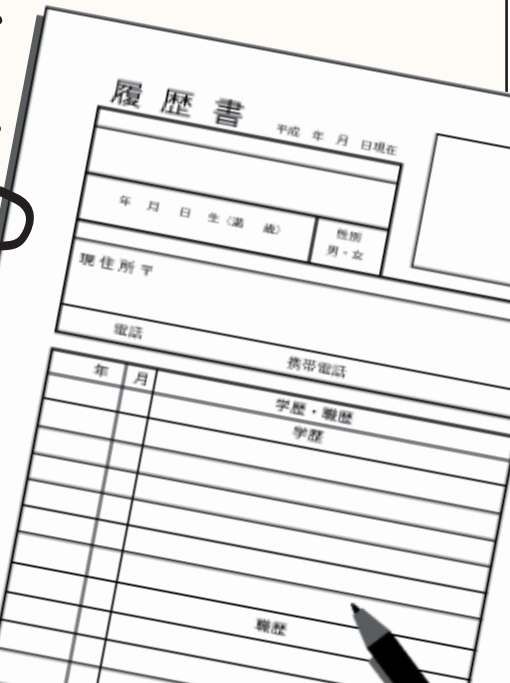 履歴書
平成 年 月 日現在
年 月 日 生（満 歳）
性別
男・女
現住所〒
電話 携帯電話
年 月 学歴・職歴
学歴
職歴